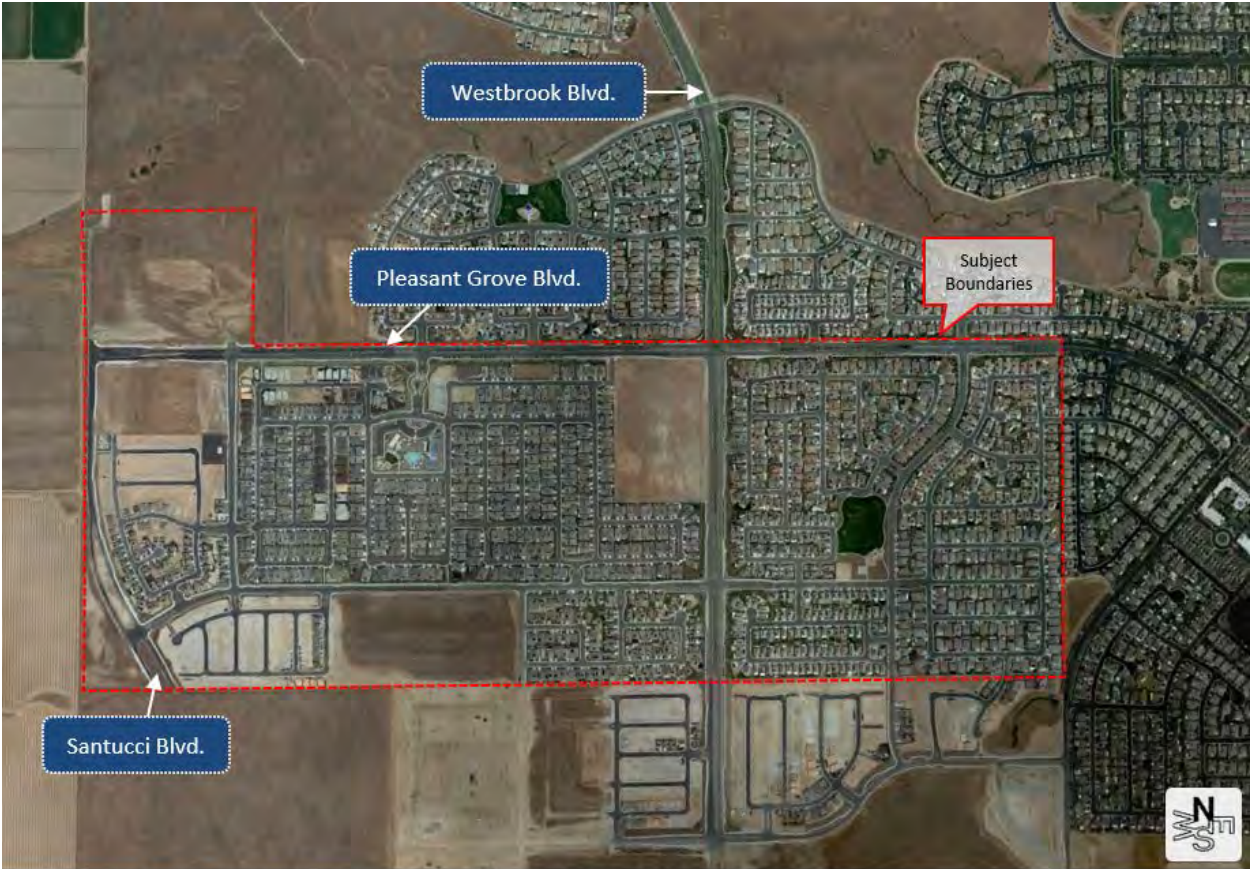 Westbrook Blvd.
Subject
Boundaries
Pleasant Grove Blvd.
Santucci Blvd.
N
E
S
W